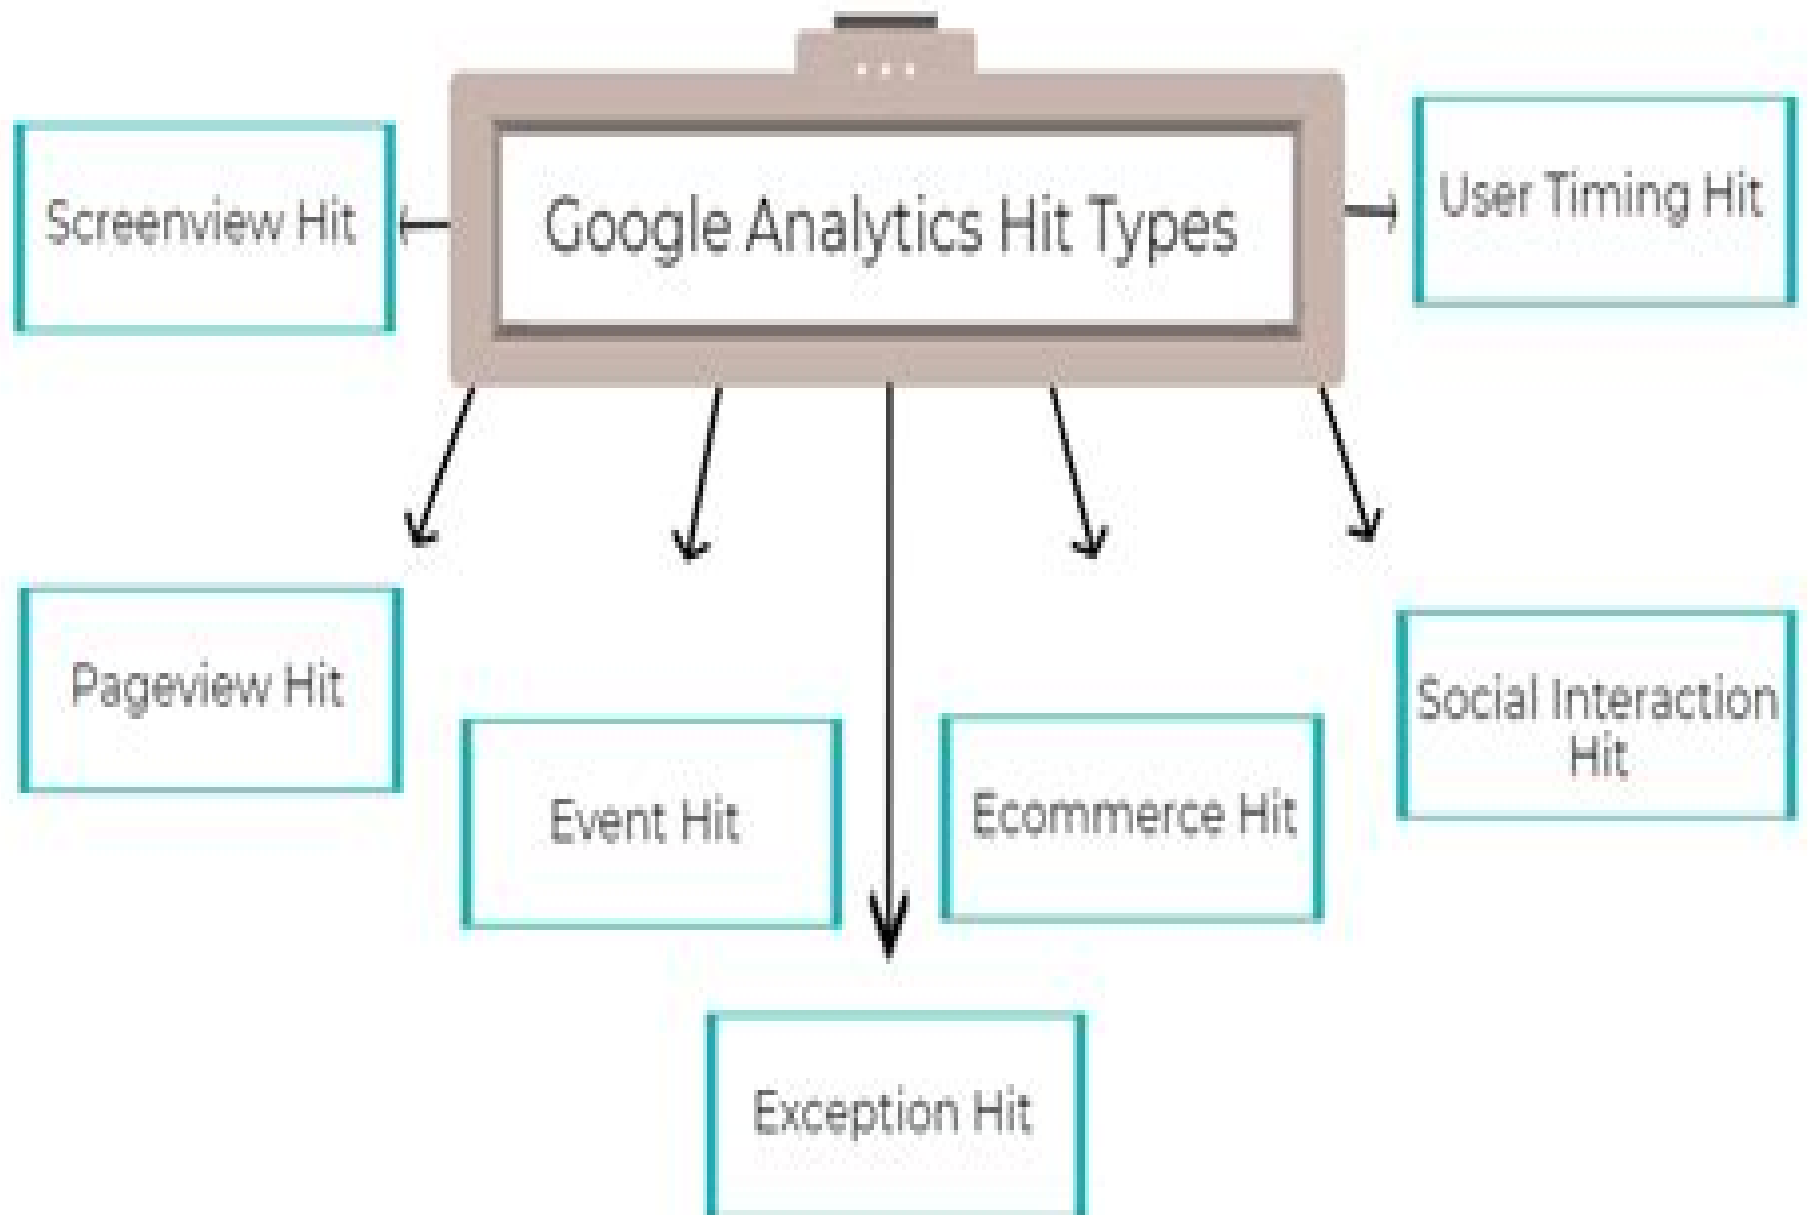 Google Analytics Hit Types
Screenview Hit
User Timing Hit
Pageview Hit
Event Hit
Ecommerce Hit
Social Interaction
Hit
Exception Hit